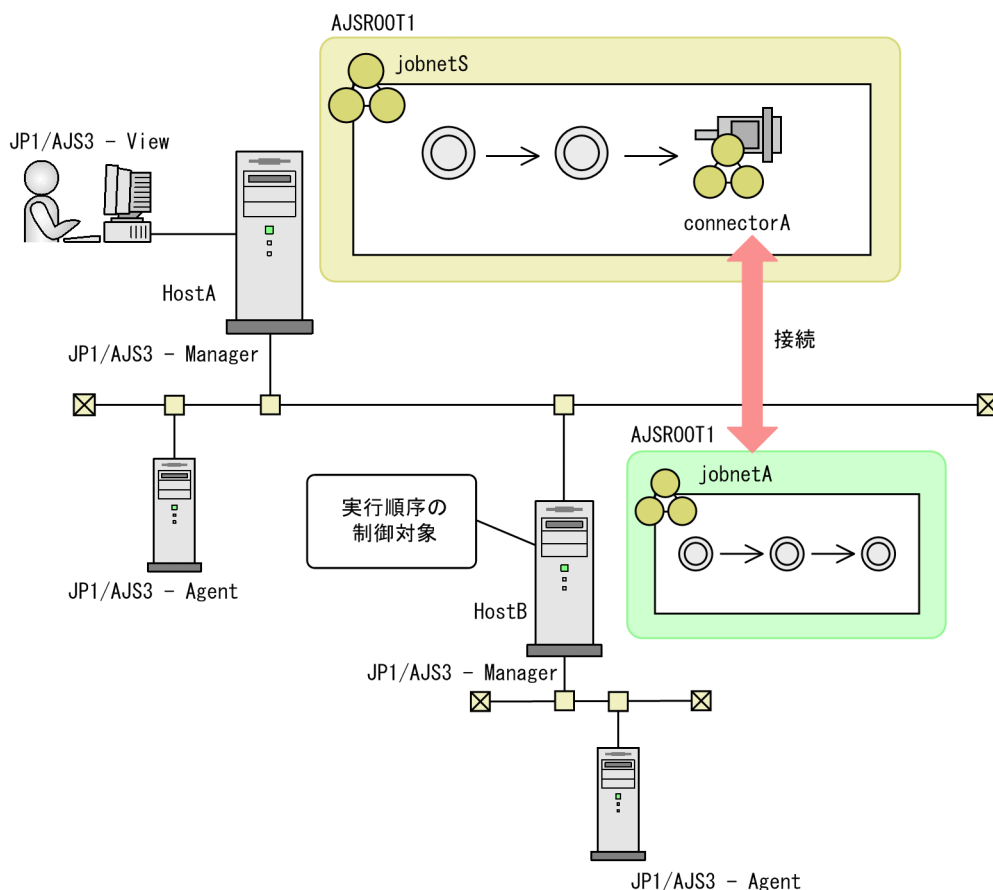 AJSROOT1
jobnetS
JP1/AJS3 － View
connectorA
HostA
接続
JP1/AJS3 － Manager
AJSROOT1
jobnetA
実行順序の
制御対象
JP1/AJS3 － Agent
HostB
JP1/AJS3 － Manager
JP1/AJS3 － Agent